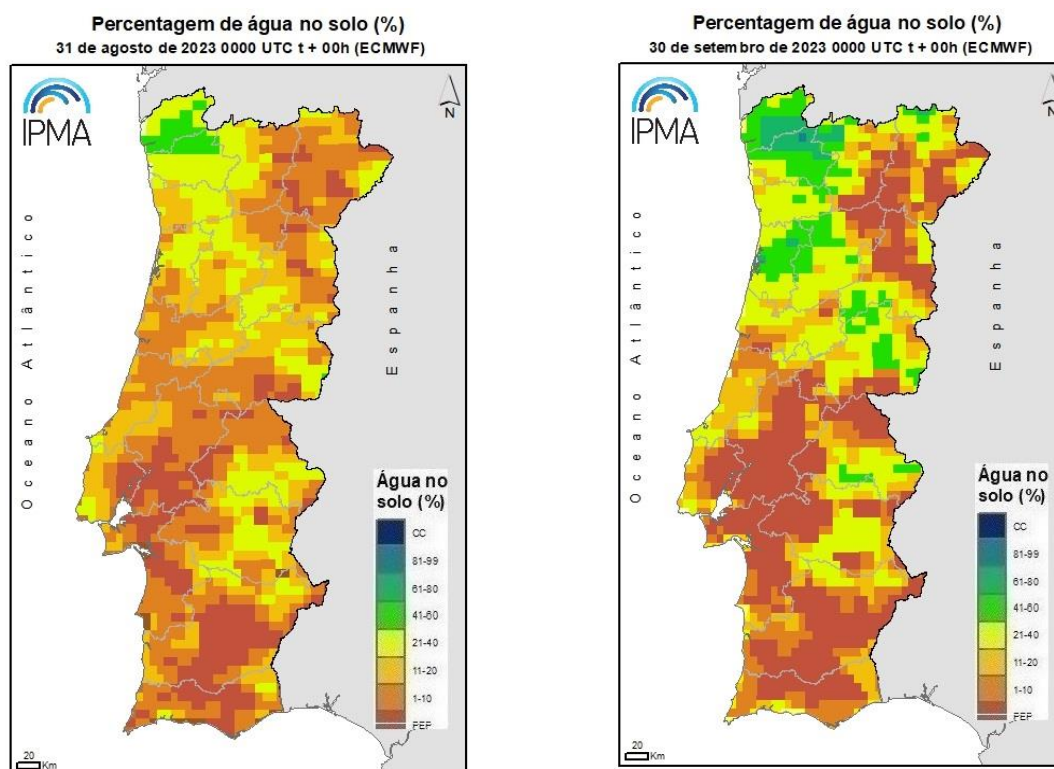 Percentagem de água no solo (%)
31 de agosto de 2023 0000 UTC t + 00h (ECMWF)
IPMA
N
Oceano Atlântico
Espanha
Água no
solo (%)
CC
81-99
61-80
41-60
21-40
11-20
1-10
PEP
20
Km
Percentagem de água no solo (%)
30 de setembro de 2023 0000 UTC t + 00h (ECMWF)
IPMA
N
Oceano Atlântico
Espanha
Água no
solo (%)
CC
81-99
61-80
41-60
21-40
11-20
1-10
PEP
20
Km